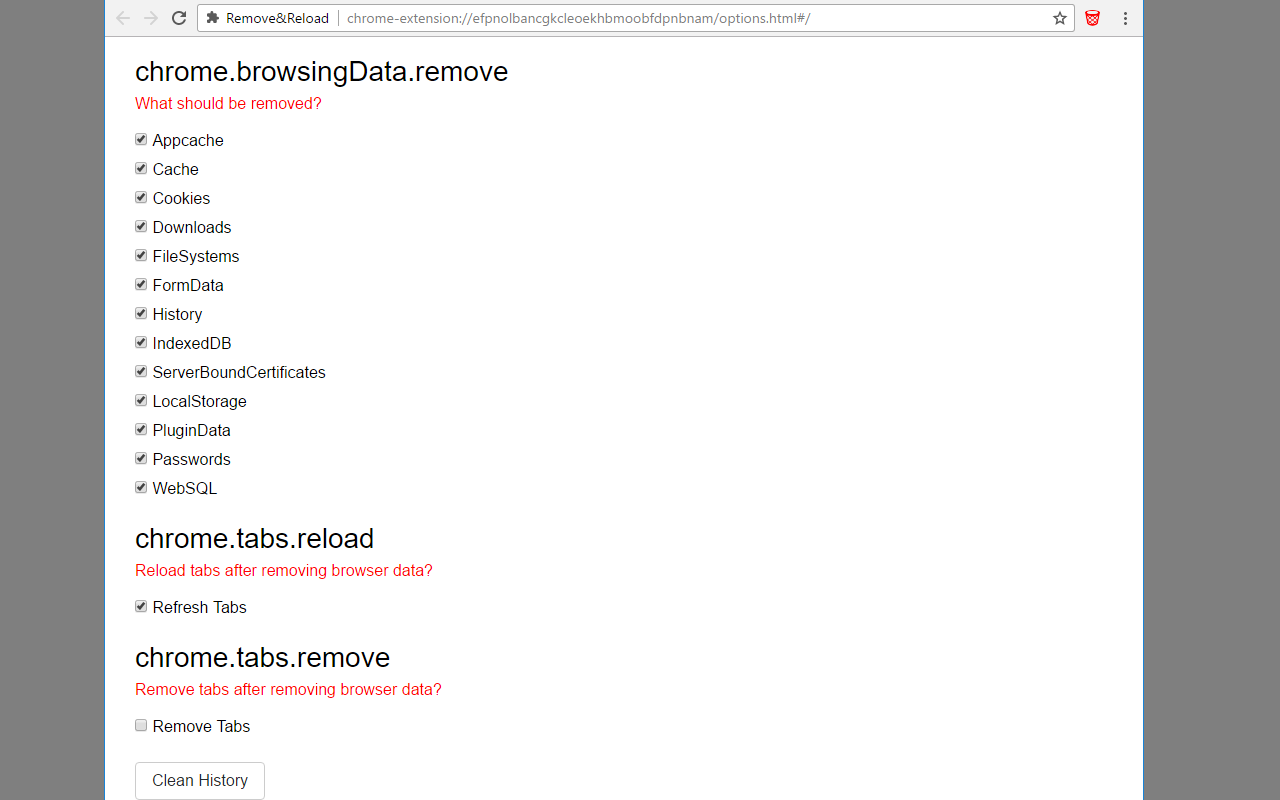 Remove&Reload chrome-extension://efpnolbancgkcleoekhbmoobfdpnbnam/options.html#/
chrome.browsingData.remove
What should be removed?
Appcache
Cache
Cookies
Downloads
FileSystems
FormData
History
IndexedDB
ServerBoundCertificates
LocalStorage
PluginData
Passwords
WebSQL
chrome.tabs.reload
Reload tabs after removing browser data?
Refresh Tabs
chrome.tabs.remove
Remove tabs after removing browser data?
Remove Tabs
Clean History